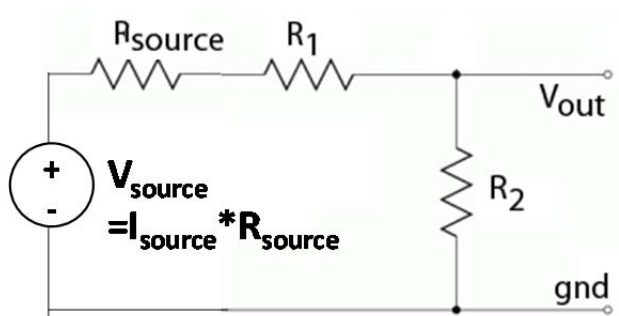 Rsource R1
Vout
+ Vsource
- =Isource*Rsource
R2
gnd